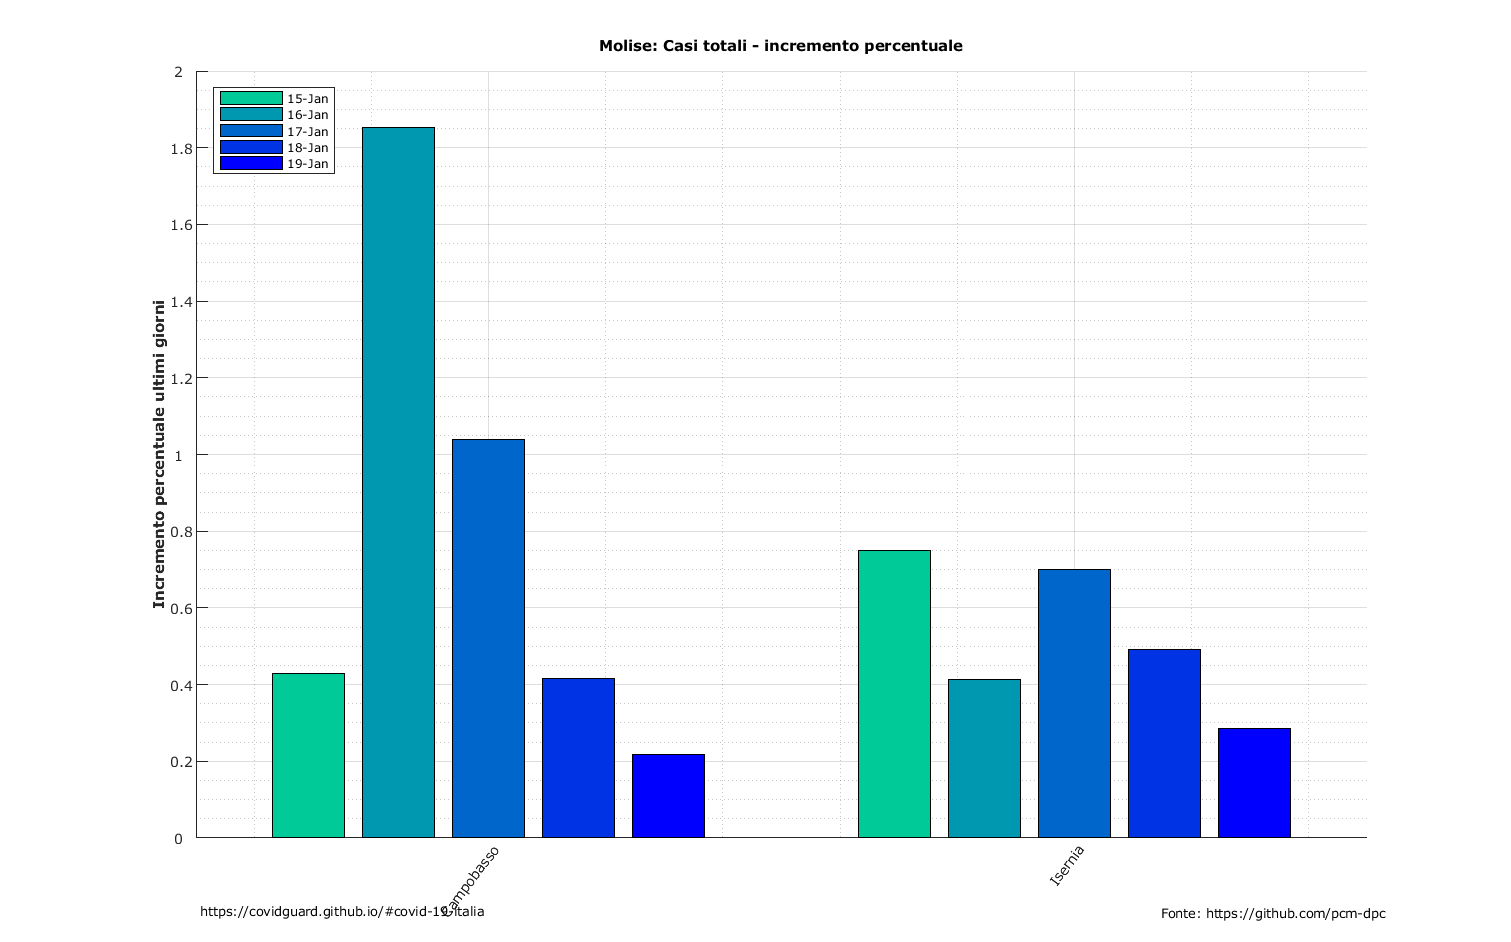 Molise: Casi totali - incremento percentuale
15-Jan
16-Jan
17-Jan
18-Jan
19-Jan
Incremento percentuale ultimi giorni
2
1.8
1.6
1.4
1.2
1
0.8
0.6
0.4
0.2
0
Campobasso
Isernia
https://covidguard.github.io/#covid-19-italia
Fonte: https://github.com/pcm-dpc